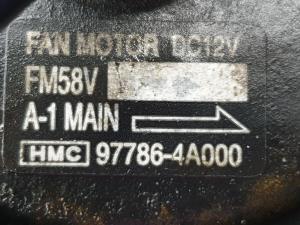 FAN MOTOR DC12V
FM58V
A-1 MAIN
HMC 97786-4A000